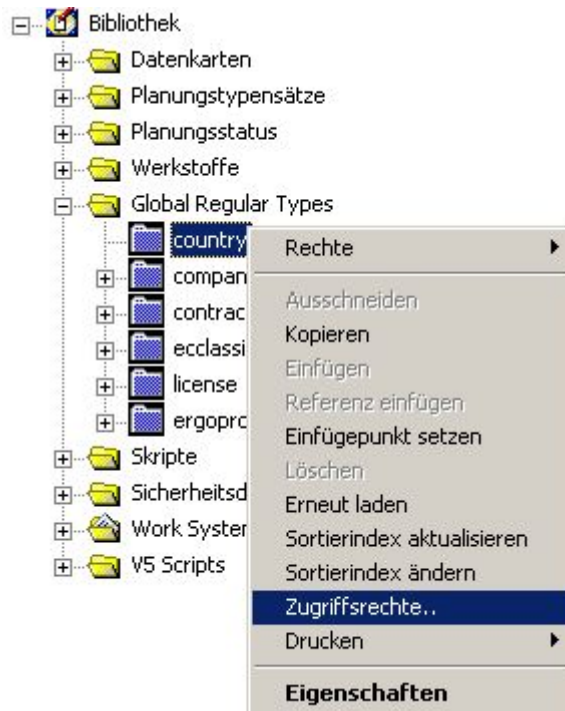 Bibliothek
Datenkarten
Planungstypensätze
Planungsstatus
Werkstoffe
Global Regular Types
country
compan
contrac
ecclassi
license
ergopro
Skripte
Sicherheitsd
Work System
V5 Scripts
Rechte
Ausschneiden
Kopieren
Einfügen
Referenz einfügen
Einfügepunkt setzen
Löschen
Erneut laden
Sortierindex aktualisieren
Sortierindex ändern
Zugriffsrechte..
Drucken
Eigenschaften